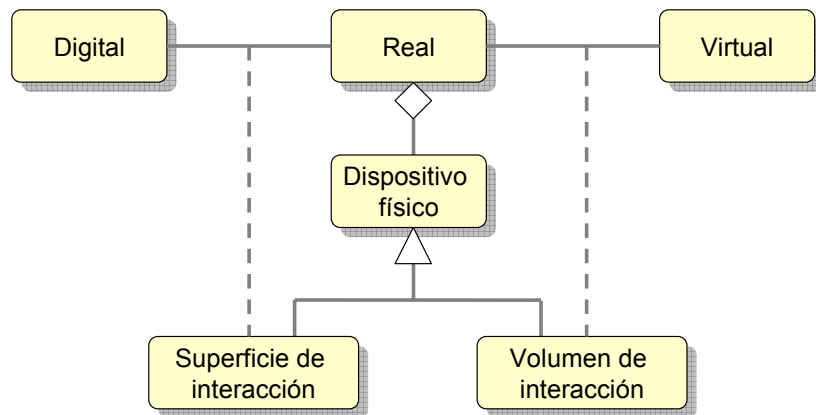 Digital
Real
Virtual
Dispositivo
físico
Superficie de
interacción
Volumen de
interacción